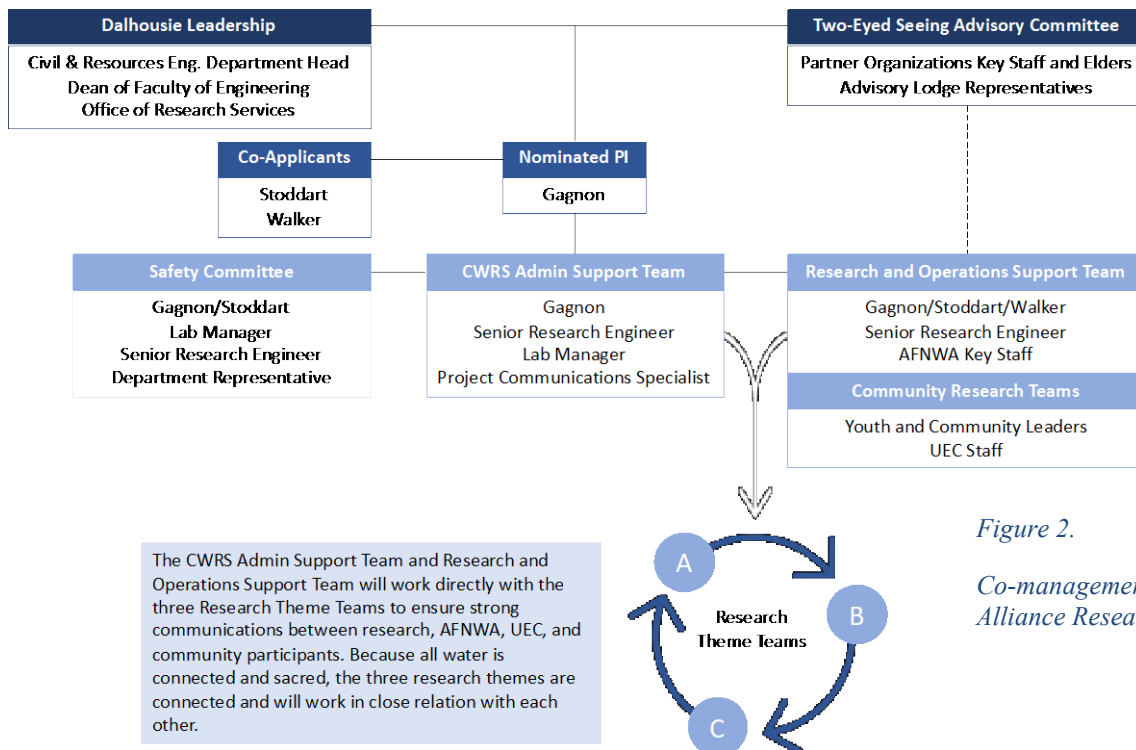 Dalhousie Leadership
Civil & Resources Eng. Department Head
Dean of Faculty of Engineering
Office of Research Services
Two-Eyed Seeing Advisory Committee
Partner Organizations Key Staff and Elders
Advisory Lodge Representatives
Co-Applicants
Stoddart
Walker
Nominated PI
Gagnon
Safety Committee
Gagnon/Stoddart
Lab Manager
Senior Research Engineer
Department Representative
CWRS Admin Support Team
Gagnon
Senior Research Engineer
Lab Manager
Project Communications Specialist
Research and Operations Support Team
Gagnon/Stoddart/Walker
Senior Research Engineer
AFNWA Key Staff
Community Research Teams
Youth and Community Leaders
UEC Staff
The CWRS Admin Support Team and Research and
Operations Support Team will work directly with the
three Research Theme Teams to ensure strong
communications between research, AFNWA, UEC, and
community participants. Because all water is
connected and sacred, the three research themes are
connected and will work in close relation with each
other.
A
B
C
Research
Theme Teams
Figure 2.
Co-management
Alliance Resea